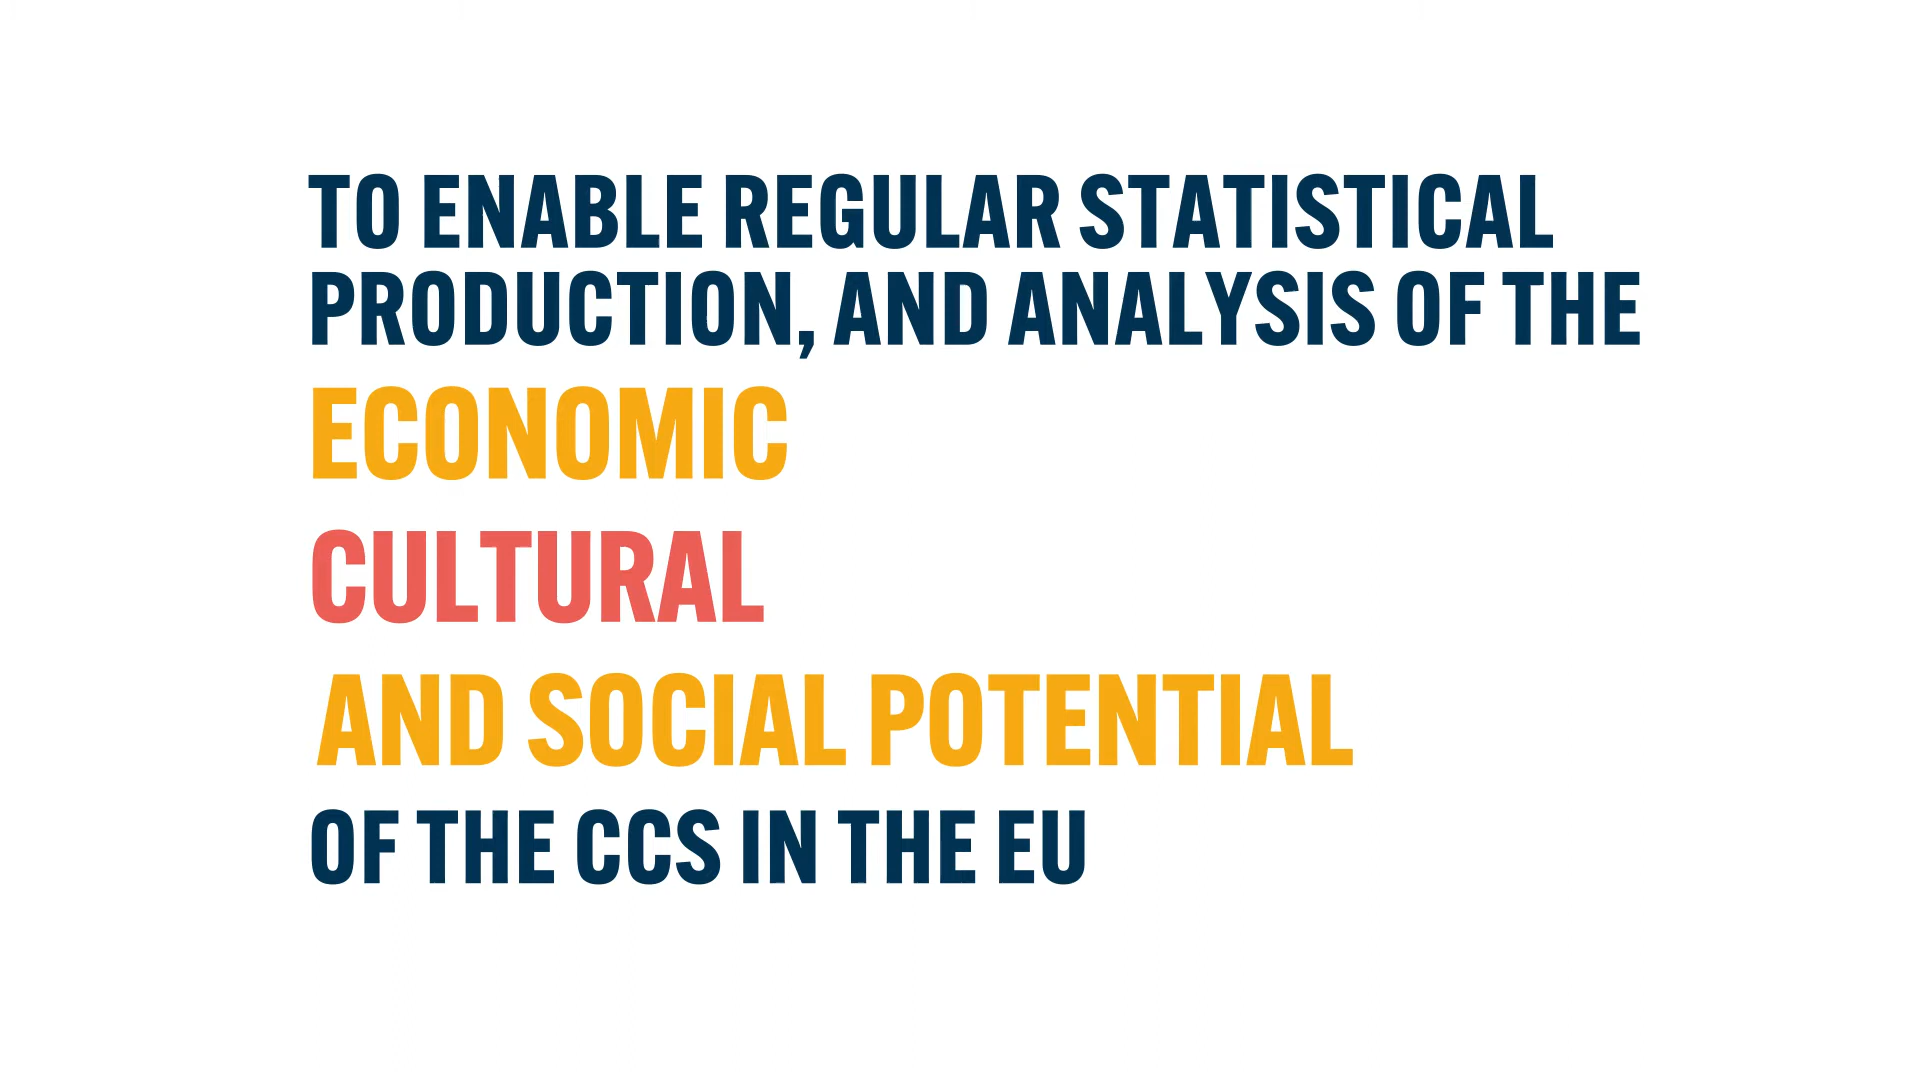 TO ENABLE REGULAR STATISTICAL
PRODUCTION, AND ANALYSIS OF THE
ECONOMIC
CULTURAL
AND SOCIAL POTENTIAL
OF THE CCS IN THE EU